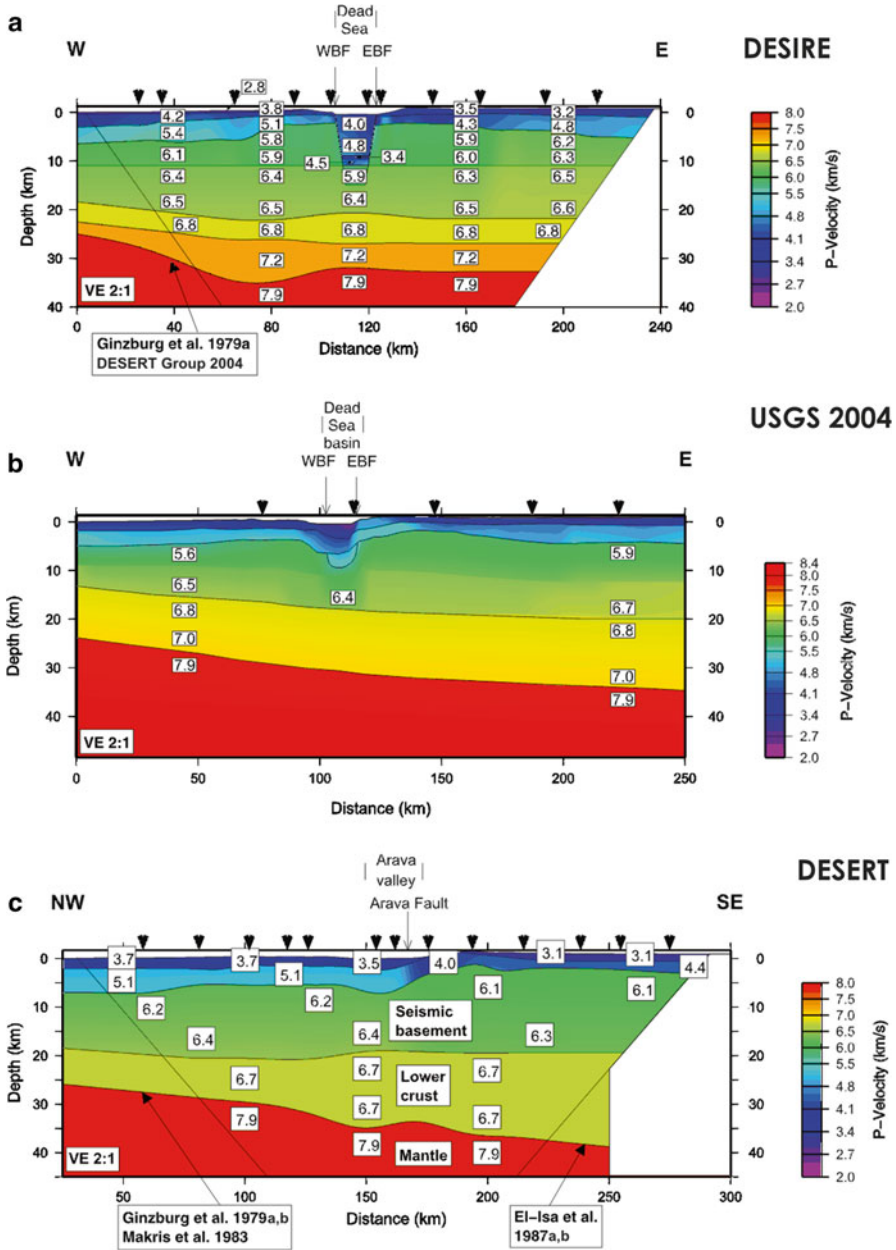 a
W
Dead
Sea
WBF EBF
E
DESIRE
2.8
3.8 3.5
4.2 5.1 4.0 4.3 3.2
5.4 5.8 4.8 5.9 4.8
6.2
6.1 5.9 4.5 3.4 6.0 6.3
6.4 6.4 5.9 6.3 6.5
6.4
6.5 6.5 6.5 6.6
6.8 6.8 6.8 6.8 6.8
7.2 7.2 7.2
7.9 7.9 7.9
0
10
20
30
40
Depth (km)
VE 2:1
0 40 80 120 160 200 240
Distance (km)
Ginzburg et al. 1979a
DESERT Group 2004
8.0
7.5
7.0
6.5
6.0
5.5
4.8
4.1
3.4
2.7
2.0
P-Velocity (km/s)
USGS 2004
b
W
Dead
Sea
basin
WBF EBF
E
5.6 5.9
6.5 6.4 6.7
6.8 6.8
7.0 7.0
7.9 7.9
0 0
10 10
20 20
30 30
40 40
Depth (km)
VE 2:1
0 50 100 150 200 250
Distance (km)
8.4
8.0
7.5
7.0
6.5
6.0
5.5
4.8
4.1
3.4
2.7
2.0
P-Velocity (km/s)
DESERT
c
NW
Arava
valley
Arava Fault
SE
3.7 3.7 3.5 4.0 3.1 3.1
5.1 5.1 4.4
6.2 6.2 6.1 6.1
Seismic
basement
6.4 6.4 6.3
6.7 6.7 6.7
Lower
crust
6.7 6.7
7.9 7.9 7.9
Mantle
0 0
10 10
20 20
30 30
40 40
Depth (km)
Depth (km)
VE 2:1
50 100 150 200 250 300
Distance (km)
Ginzburg et al. 1979a,b
Makris et al. 1983
El-Isa et al.
1987a,b
8.0
7.5
7.0
6.5
6.0
5.5
4.8
4.1
3.4
2.7
2.0
P-Velocity (km/s)